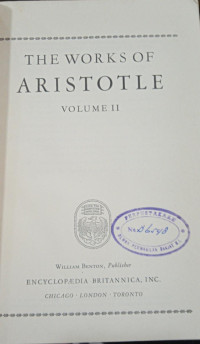 THE WORKS OF
ARISTOTLE
VOLUME II
WILLIAM BENTON, Publisher
ENCYCLOPÆDIA BRITANNICA, INC.
CHICAGO · LONDON · TORONTO